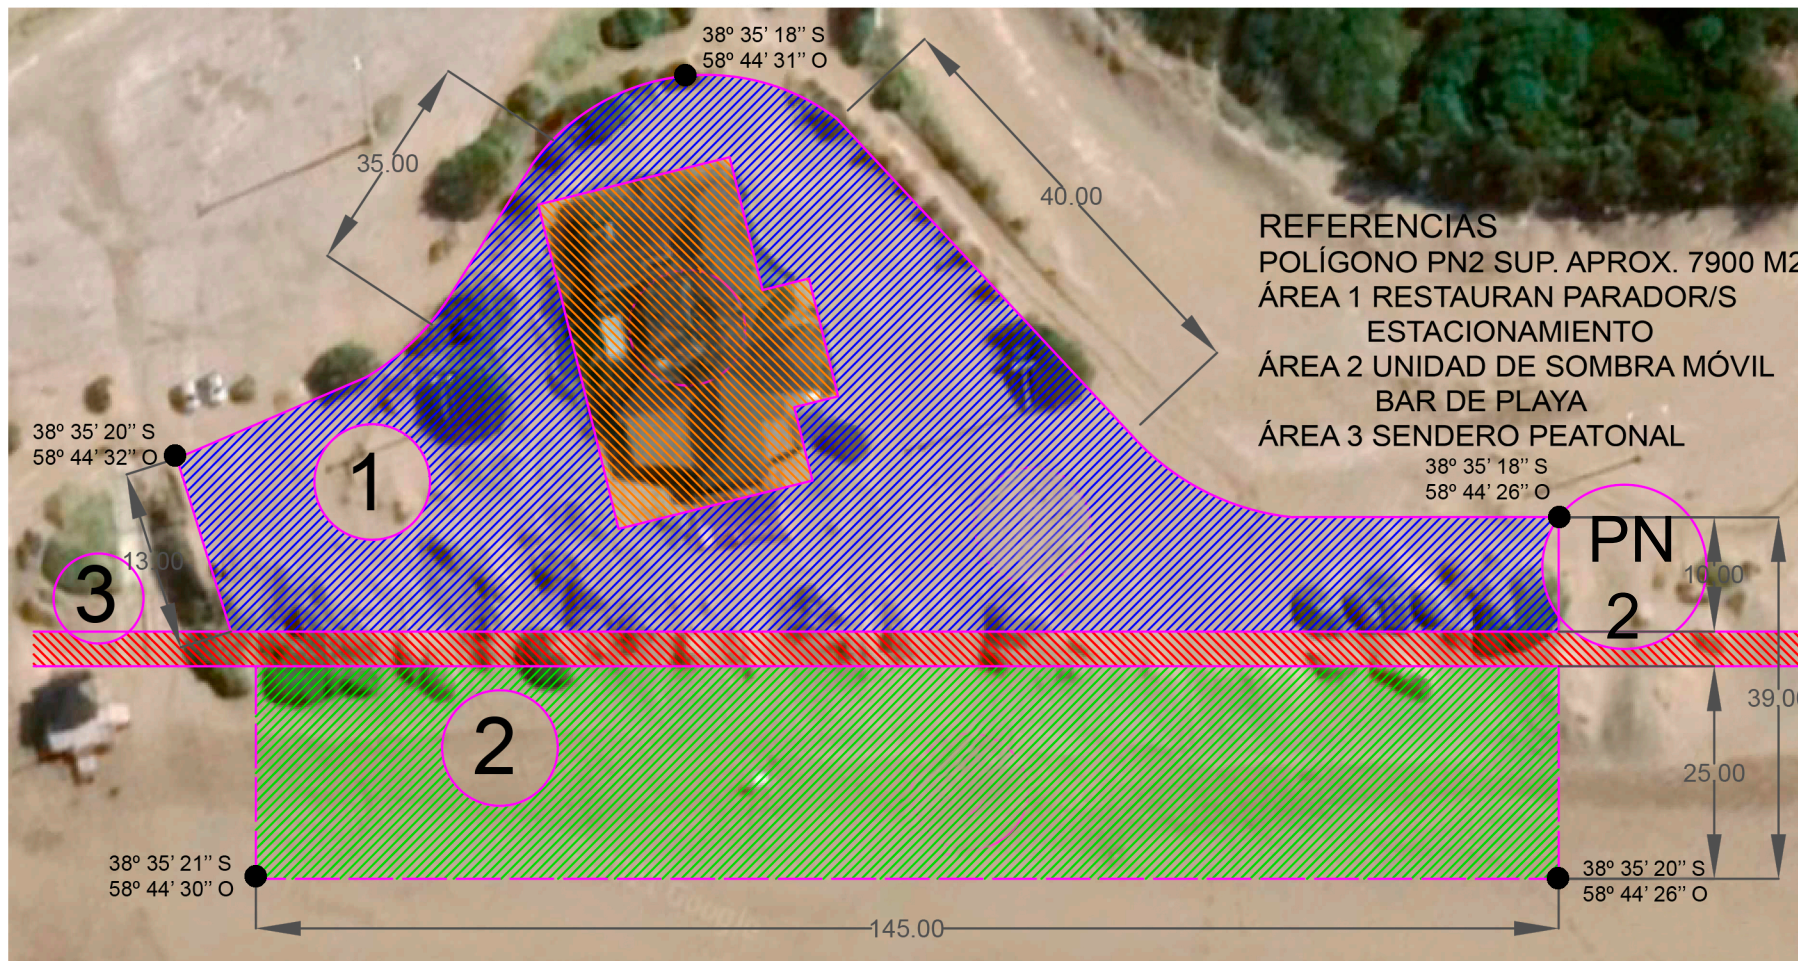 38º 35’ 18’’ S
58º 44’ 31’’ O
35.00
40.00
REFERENCIAS
POLÍGONO PN2 SUP. APROX. 7900 M2
ÁREA 1 RESTAURAN PARADOR/S
ESTACIONAMIENTO
ÁREA 2 UNIDAD DE SOMBRA MÓVIL
BAR DE PLAYA
ÁREA 3 SENDERO PEATONAL
38º 35’ 20’’ S
58º 44’ 32’’ O
38º 35’ 18’’ S
58º 44’ 26’’ O
1
PN
2
13.00
10.00
3
39.00
2
25.00
38º 35’ 21’’ S
58º 44’ 30’’ O
38º 35’ 20’’ S
58º 44’ 26’’ O
145.00
Google